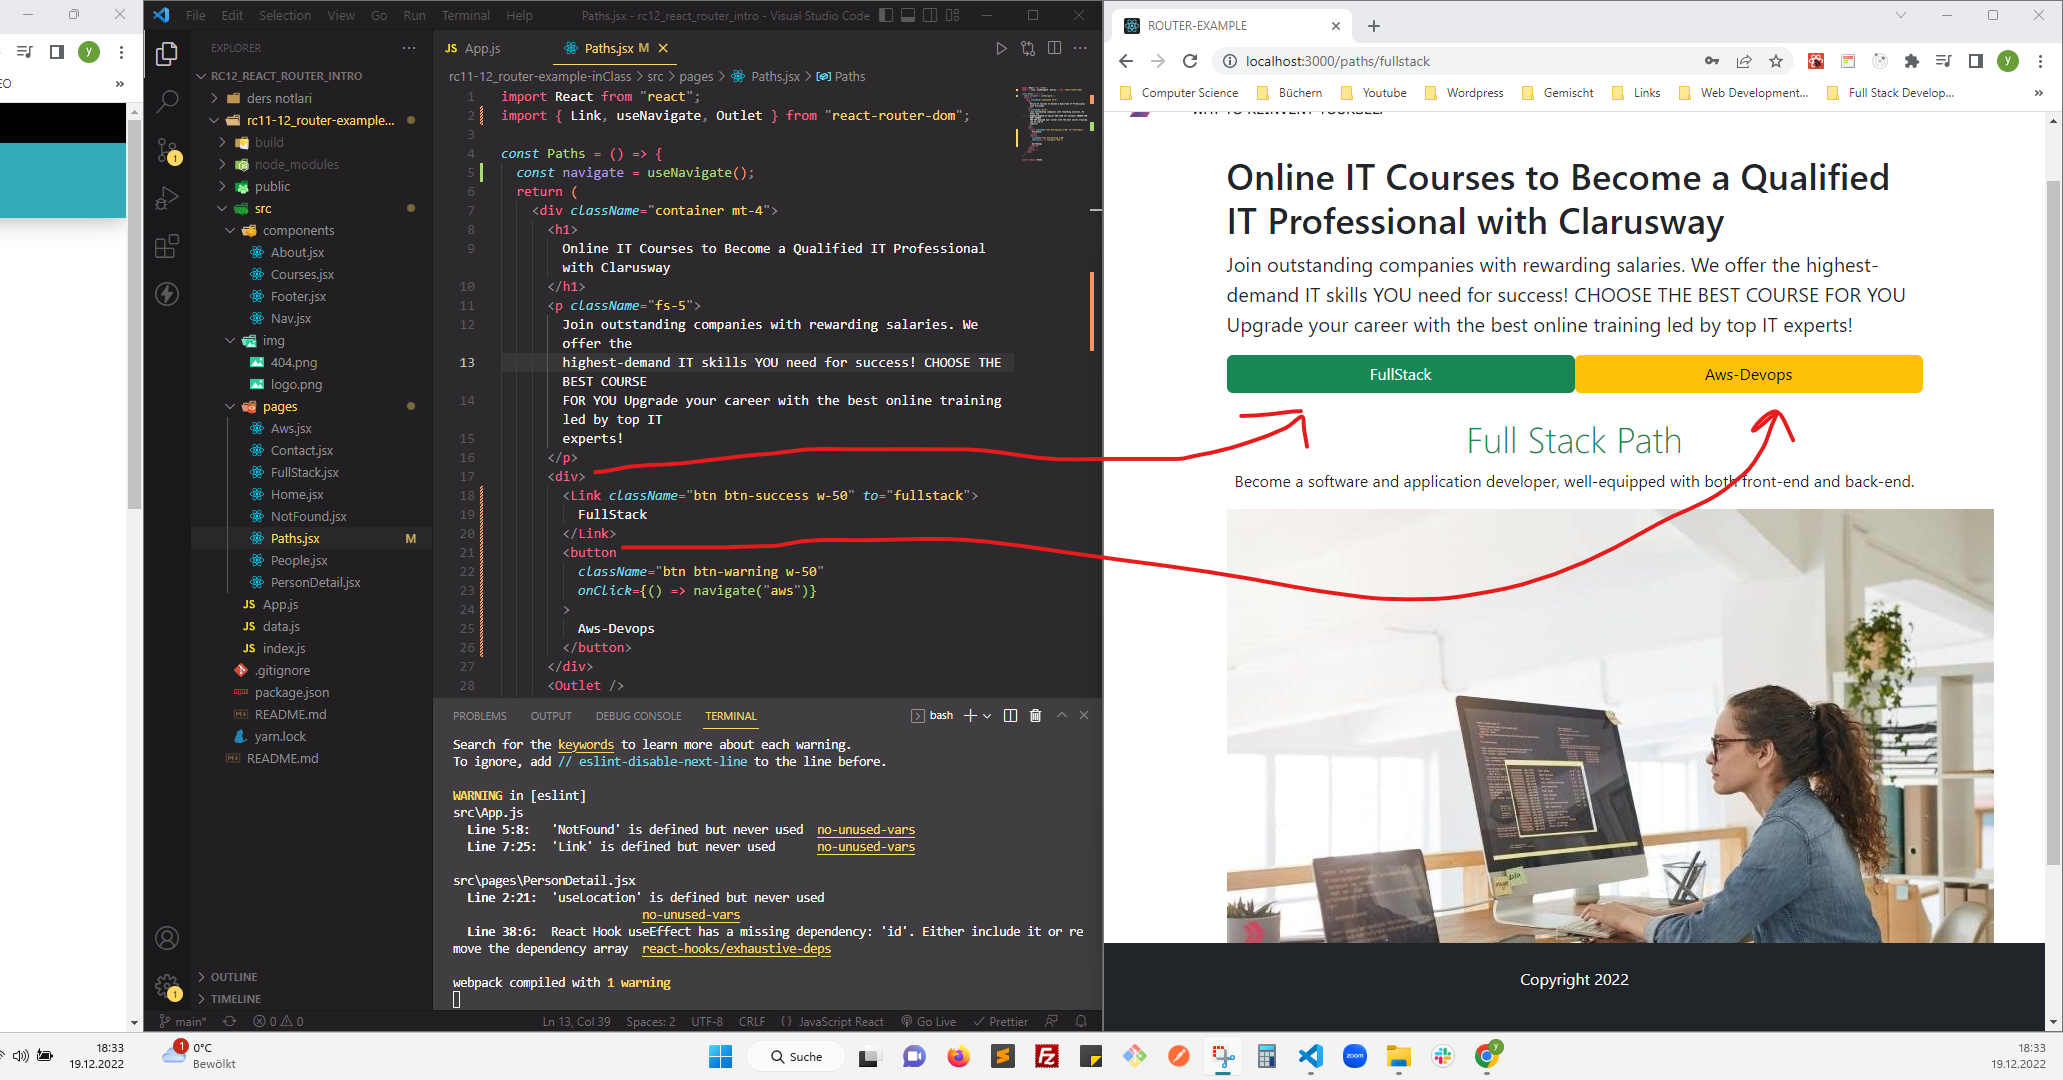 File Edit Selection View Go Run Terminal Help
Paths.jsx - rc12_react_router_intro - Visual Studio Code
EXPLORER
RC12_REACT_ROUTER_INTRO
ders notlari
rc11-12_router-example...
build
node_modules
public
src
components
About.jsx
Courses.jsx
Footer.jsx
Nav.jsx
img
404.png
logo.png
pages
Aws.jsx
Contact.jsx
FullStack.jsx
Home.jsx
NotFound.jsx
Paths.jsx M
People.jsx
PersonDetail.jsx
JS App.js
JS data.js
JS index.js
.gitignore
package.json
README.md
yarn.lock
README.md
OUTLINE
TIMELINE
JS App.js
Paths.jsx M
rc11-12_router-example-inClass > src > pages > Paths.jsx > Paths
1 import React from "react";
2 import { Link, useNavigate, Outlet } from "react-router-dom";
3
4 const Paths = () => {
5 const navigate = useNavigate();
6 return (
7 <div className="container mt-4">
8 <h1>
9 Online IT Courses to Become a Qualified IT Professional
with Clarusway
10 </h1>
11 <p className="fs-5">
12 Join outstanding companies with rewarding salaries. We
offer the
13 highest-demand IT skills YOU need for success! CHOOSE THE
BEST COURSE
14 FOR YOU Upgrade your career with the best online training
led by top IT
15 experts!
16 </p>
17 <div>
18 <Link className="btn btn-success w-50" to="fullstack">
19 FullStack
20 </Link>
21 <button
22 className="btn btn-warning w-50"
23 onClick={() => navigate("aws")}
24 >
25 Aws-Devops
26 </button>
27 </div>
28 <Outlet />
PROBLEMS OUTPUT DEBUG CONSOLE TERMINAL
bash
Search for the keywords to learn more about each warning.
To ignore, add // eslint-disable-next-line to the line before.
WARNING in [eslint]
src\App.js
Line 5:8: 'NotFound' is defined but never used no-unused-vars
Line 7:25: 'Link' is defined but never used no-unused-vars
src\pages\PersonDetail.jsx
Line 2:21: 'useLocation' is defined but never used
no-unused-vars
Line 38:6: React Hook useEffect has a missing dependency: 'id'. Either include it or re
move the dependency array react-hooks/exhaustive-deps
webpack compiled with 1 warning
main* 0 0
Ln 13, Col 39 Spaces: 2 UTF-8 CRLF JavaScript React Go Live Prettier
ROUTER-EXAMPLE
localhost:3000/paths/fullstack
Computer Science Büchern Youtube Wordpress Gemischt Links Web Development... Full Stack Develop...
WAY TO REINVENT YOURSELF
Online IT Courses to Become a Qualified
IT Professional with Clarusway
Join outstanding companies with rewarding salaries. We offer the highest-
demand IT skills YOU need for success! CHOOSE THE BEST COURSE FOR YOU
Upgrade your career with the best online training led by top IT experts!
FullStack
Aws-Devops
Full Stack Path
Become a software and application developer, well-equipped with both front-end and back-end.
Copyright 2022
18:33
19.12.2022
1
0°C
Bewölkt
Suche
zoom
18:33
19.12.2022